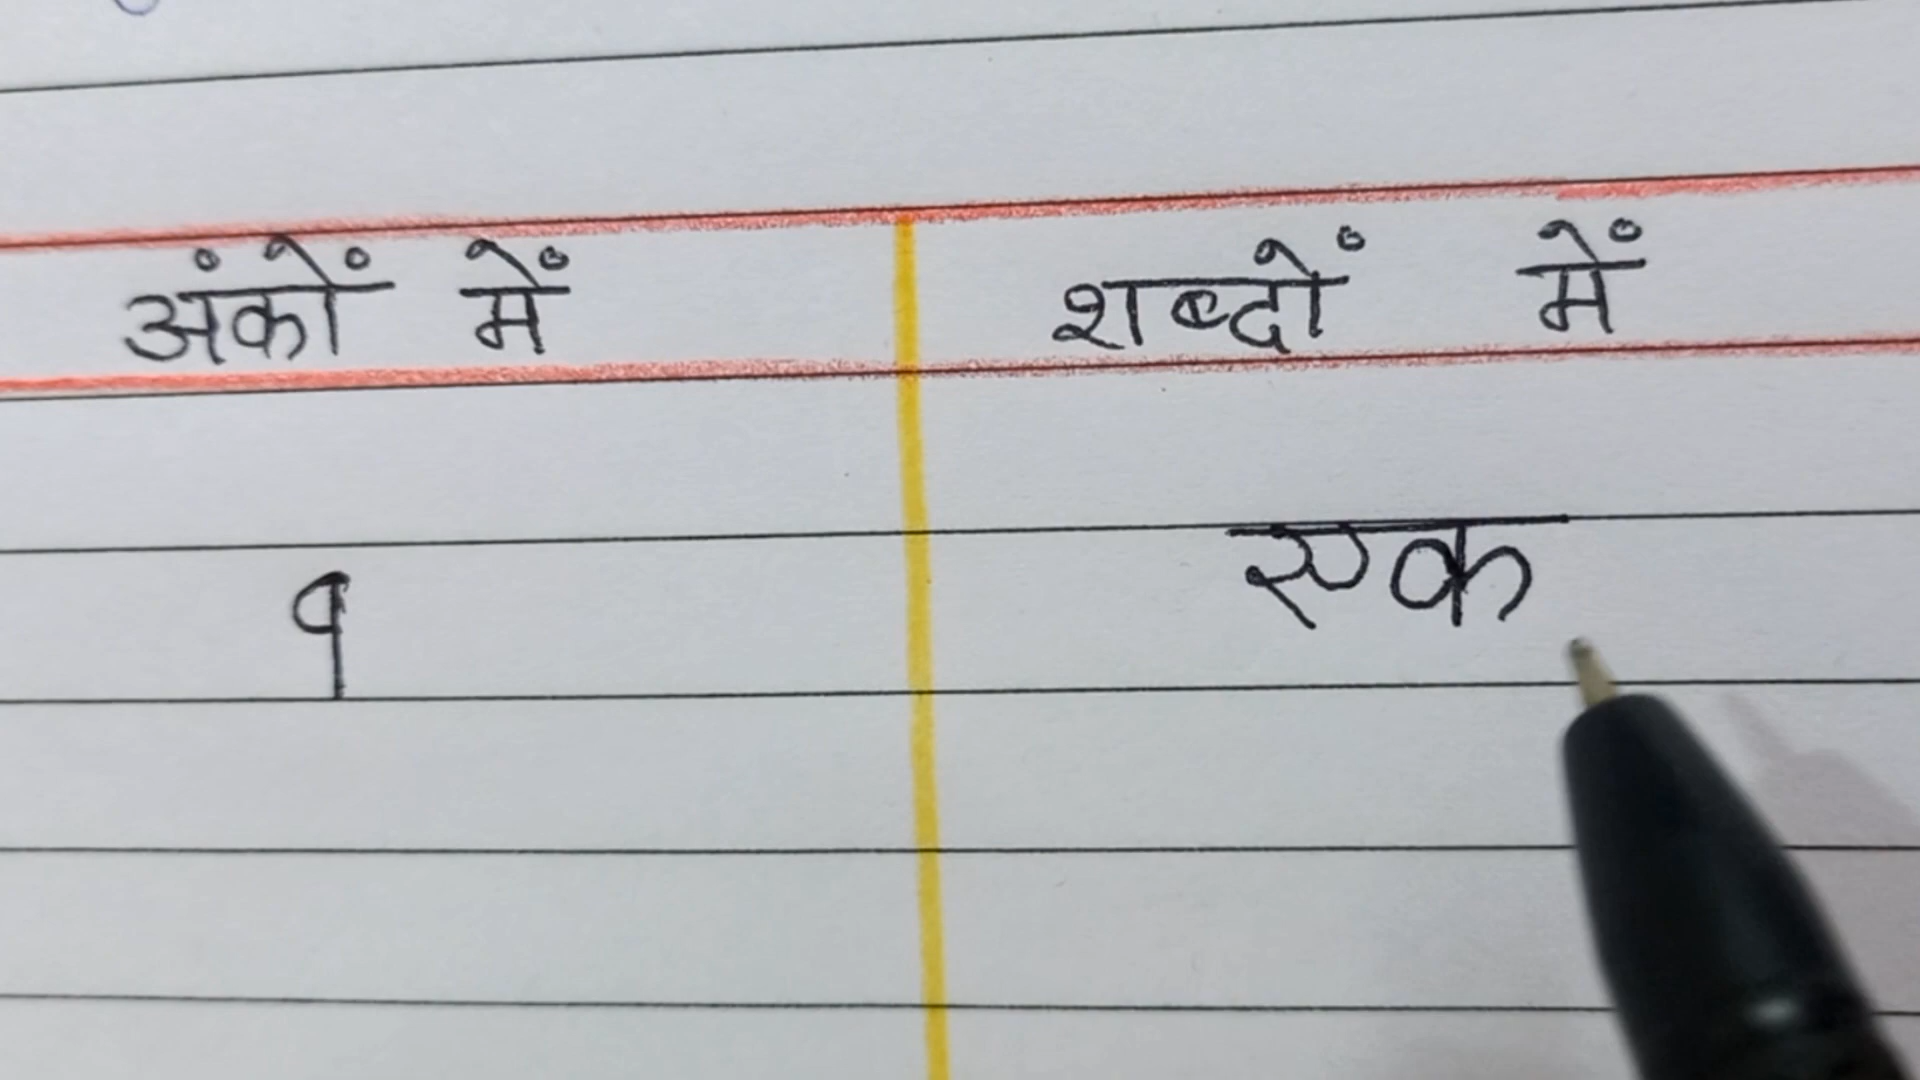 अंकों में शब्दों में
१ एक